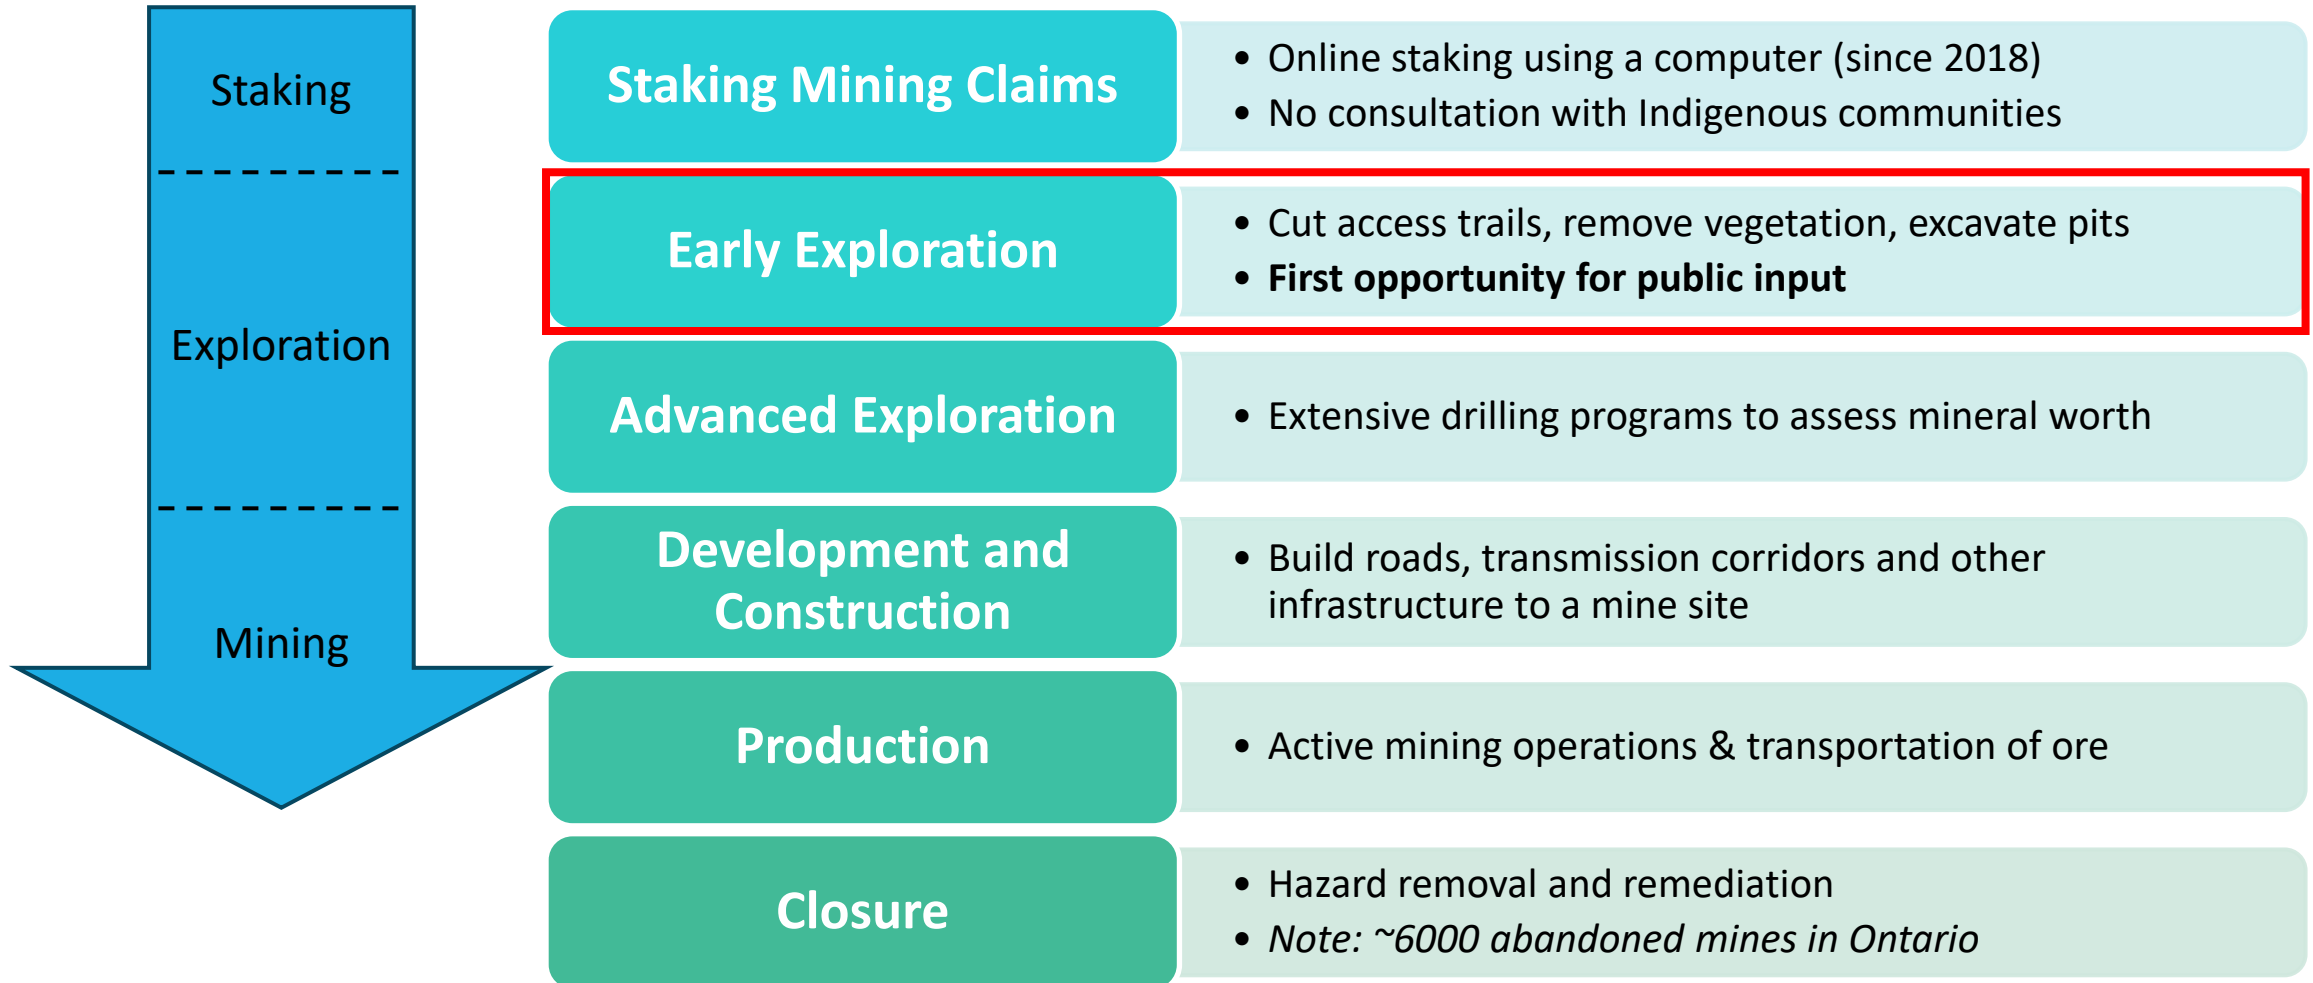 Staking
Exploration
Mining
Staking Mining Claims
• Online staking using a computer (since 2018)
• No consultation with Indigenous communities
Early Exploration
• Cut access trails, remove vegetation, excavate pits
• First opportunity for public input
Advanced Exploration
• Extensive drilling programs to assess mineral worth
Development and
Construction
• Build roads, transmission corridors and other
infrastructure to a mine site
Production
• Active mining operations & transportation of ore
Closure
• Hazard removal and remediation
• Note: ~6000 abandoned mines in Ontario